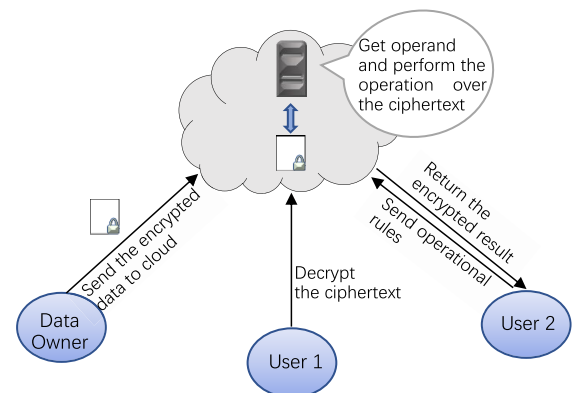 Get operand
and perform the
operation over
the ciphertext
Send the encrypted
data to cloud
Return the
encrypted result
Send operational
rules
Decrypt
the ciphertext
Data
Owner
User 1
User 2